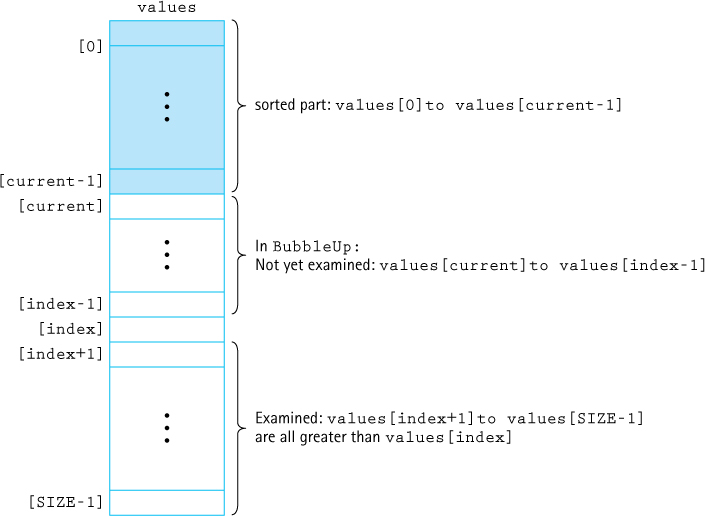 values
[0]
sorted part: values[0] to values[current-1]
[current-1]
[current]
In BubbleUp:
Not yet examined: values[current] to values[index-1]
[index-1]
[index]
[index+1]
Examined: values[index+1] to values[SIZE-1]
are all greater than values[index]
[SIZE-1]